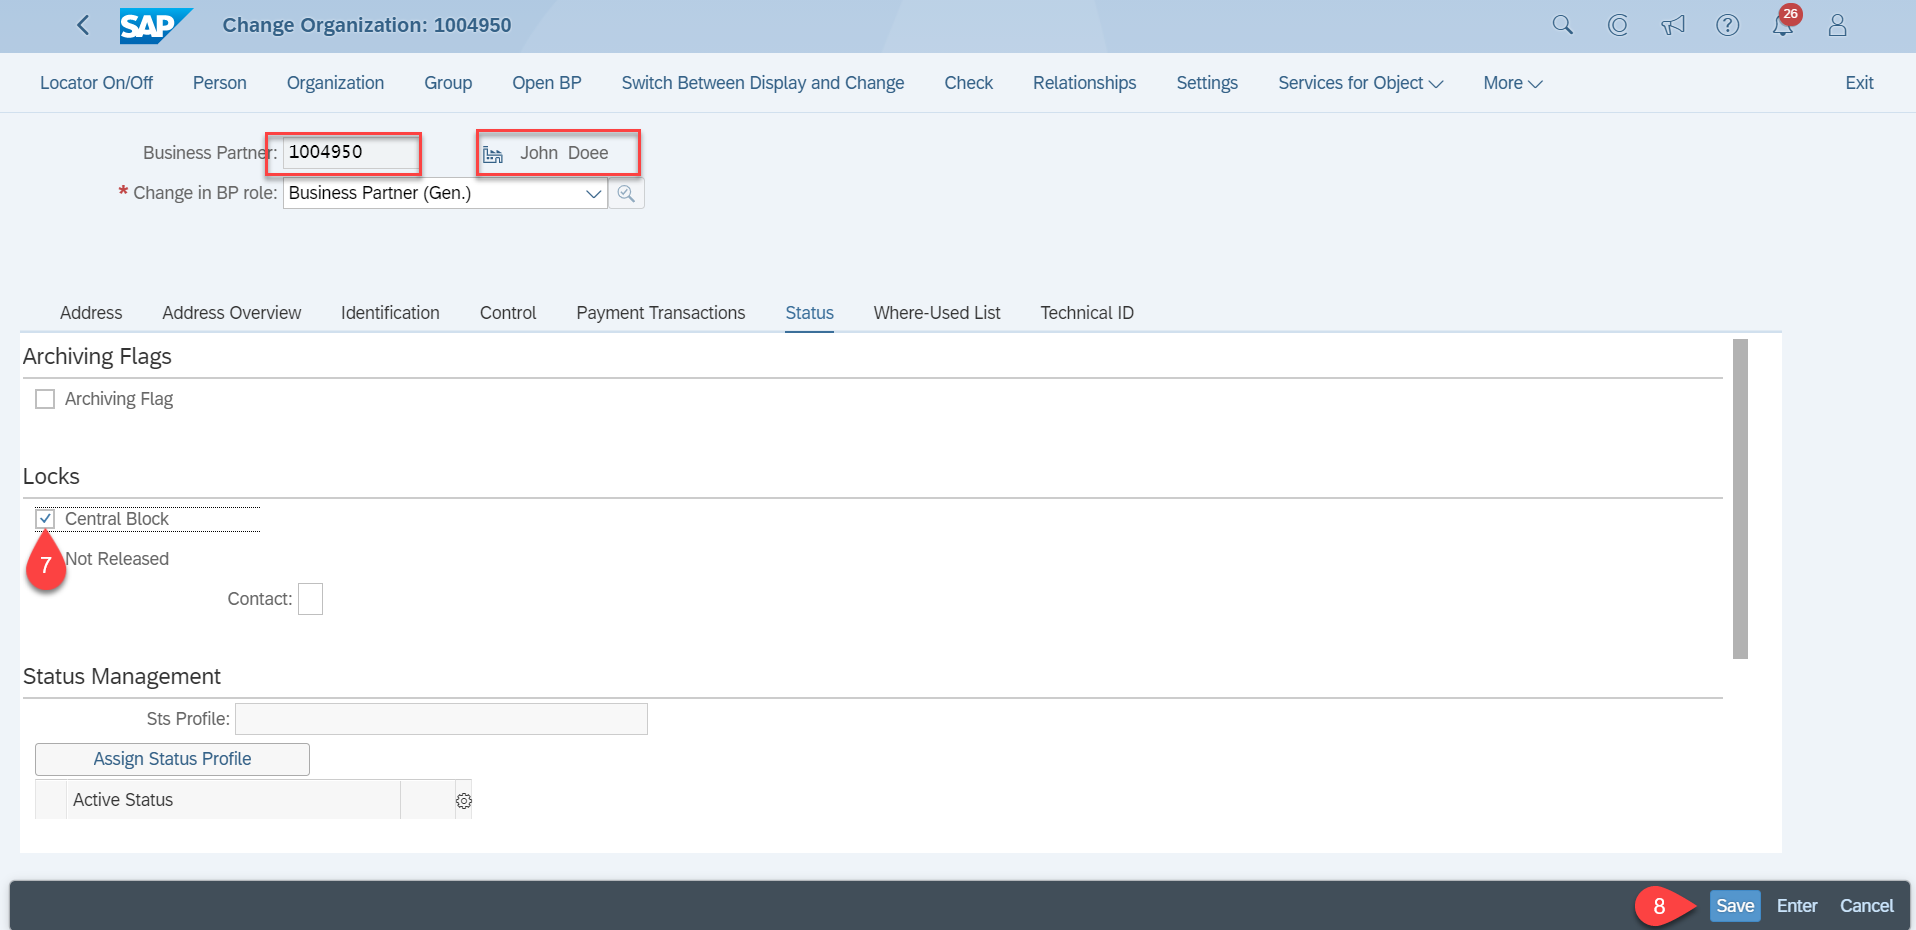 SAP Change Organization: 1004950 26
Locator On/Off Person Organization Group Open BP Switch Between Display and Change Check Relationships Settings Services for Object More Exit
Business Partner: 1004950 John Doee
* Change in BP role: Business Partner (Gen.)
Address Address Overview Identification Control Payment Transactions Status Where-Used List Technical ID
Archiving Flags
Archiving Flag
Locks
Central Block
7 Not Released
Contact:
Status Management
Sts Profile:
Assign Status Profile
Active Status
8 Save Enter Cancel